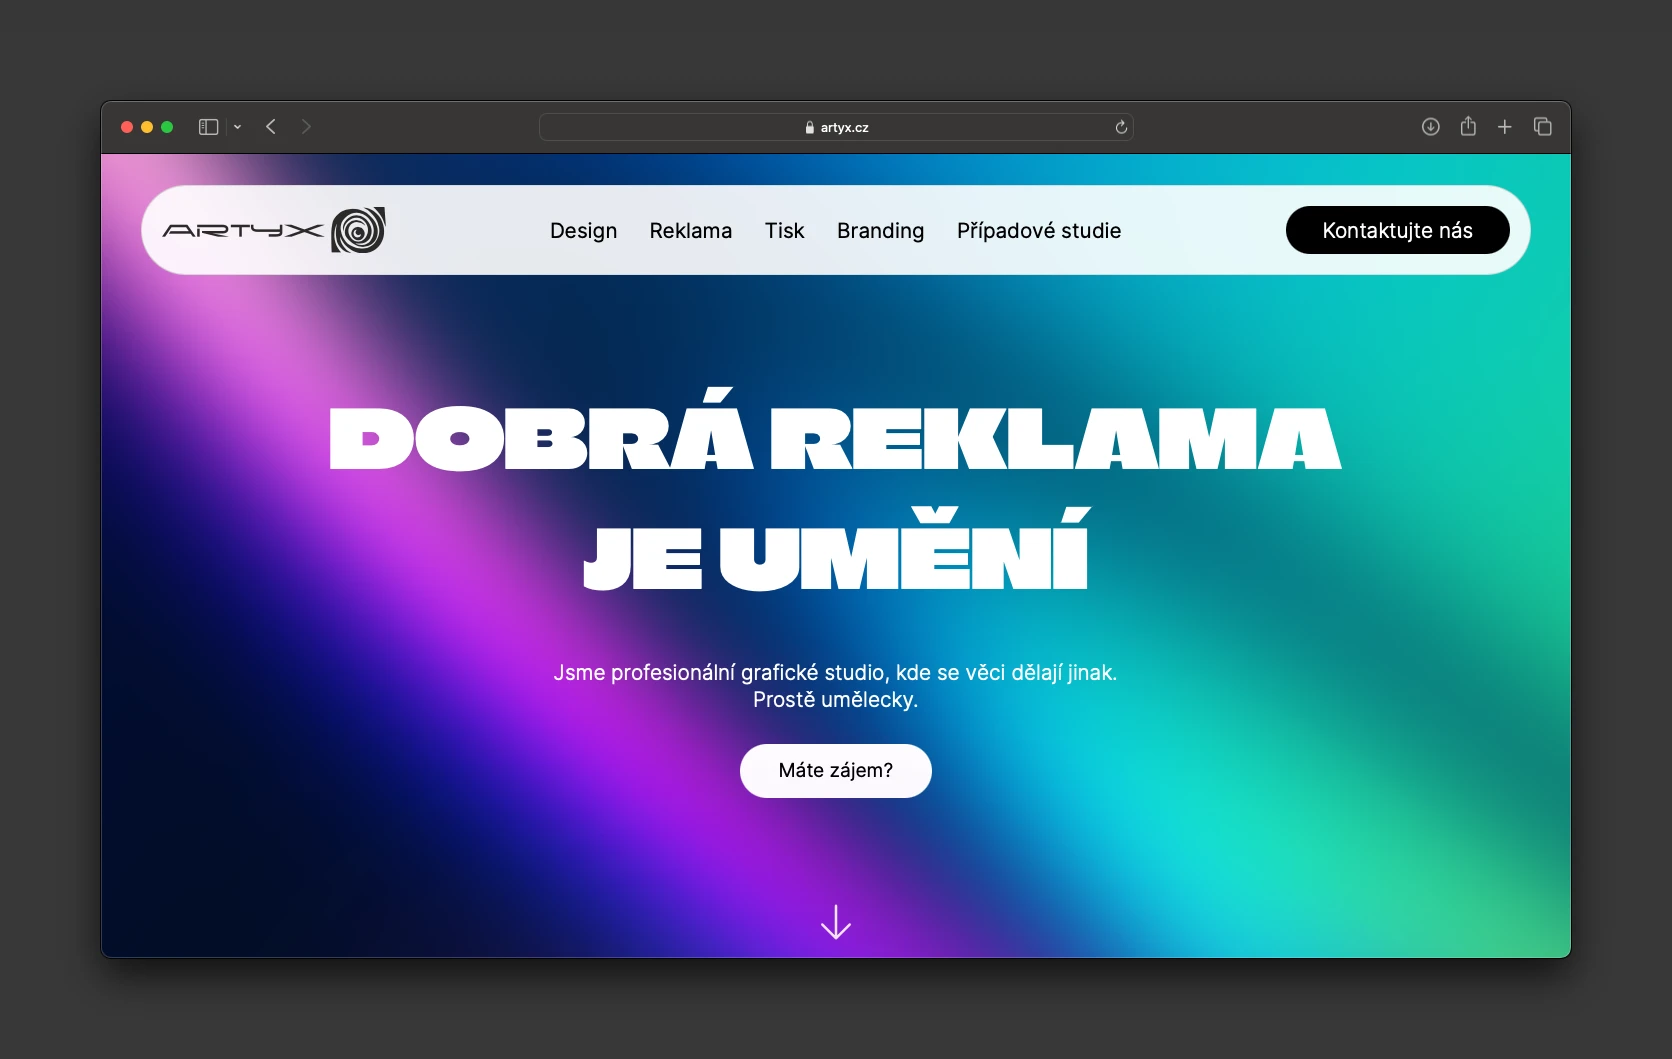 artyx.cz
ARTYX
Design Reklama Tisk Branding Případové studie
Kontaktujte nás
DOBRÁ REKLAMA
JE UMĚNÍ
Jsme profesionální grafické studio, kde se věci dělají jinak.
Prostě umělecky.
Máte zájem?